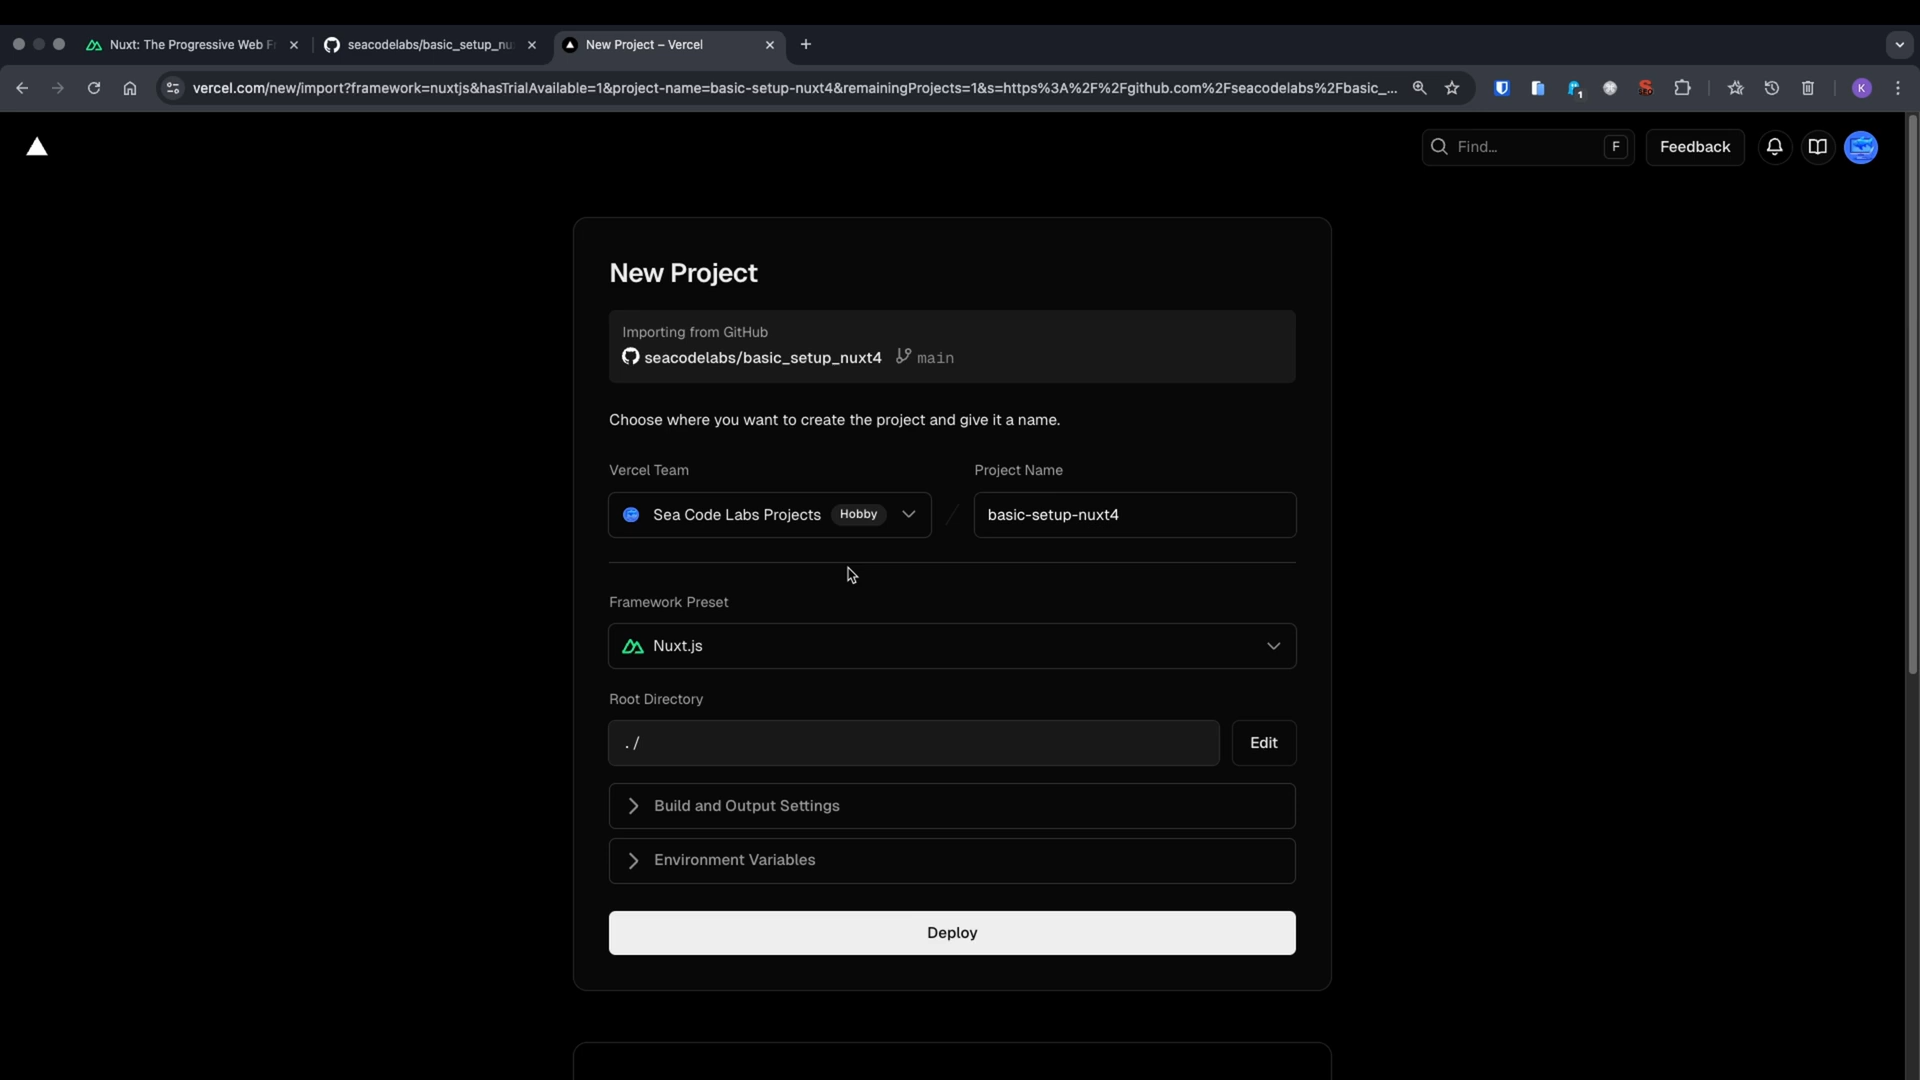 Nuxt: The Progressive Web F
seacodelabs/basic_setup_nu
New Project – Vercel
vercel.com/new/import?framework=nuxtjs&hasTrialAvailable=1&project-name=basic-setup-nuxt4&remainingProjects=1&s=https%3A%2F%2Fgithub.com%2Fseacodelabs%2Fbasic_...
1
SEO
K
Find...
F
Feedback
New Project
Importing from GitHub
seacodelabs/basic_setup_nuxt4 main
Choose where you want to create the project and give it a name.
Vercel Team
Project Name
Sea Code Labs Projects Hobby
/
basic-setup-nuxt4
Framework Preset
Nuxt.js
Root Directory
./
Edit
Build and Output Settings
Environment Variables
Deploy